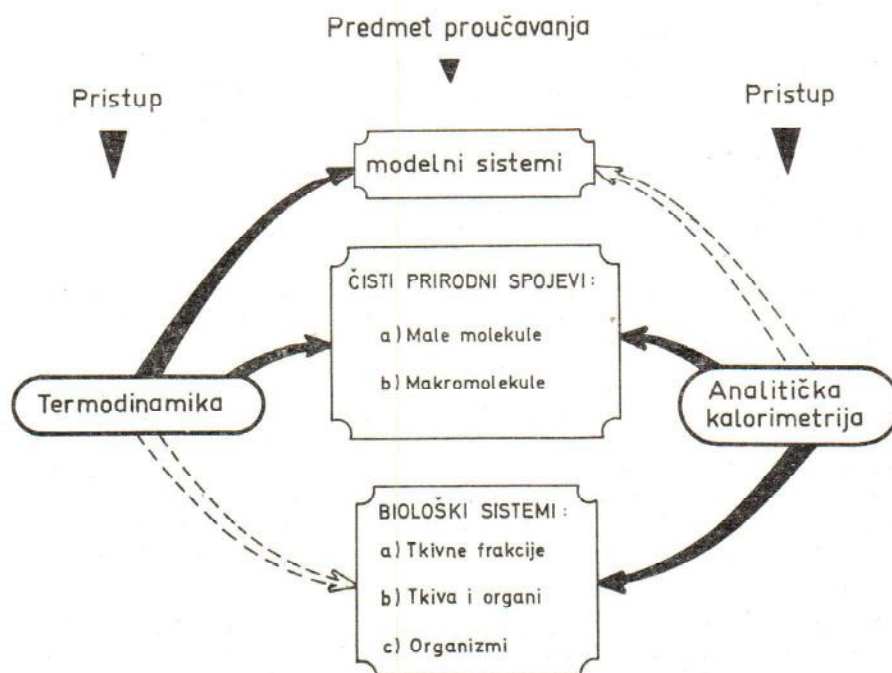 Predmet proučavanja
Pristup
Pristup
modelni sistemi
ČISTI PRIRODNI SPOJEVI:
a) Male molekule
b) Makromolekule
Termodinamika
Analitička
kalorimetrija
BIOLOŠKI SISTEMI:
a) Tkivne frakcije
b) Tkiva i organi
c) Organizmi